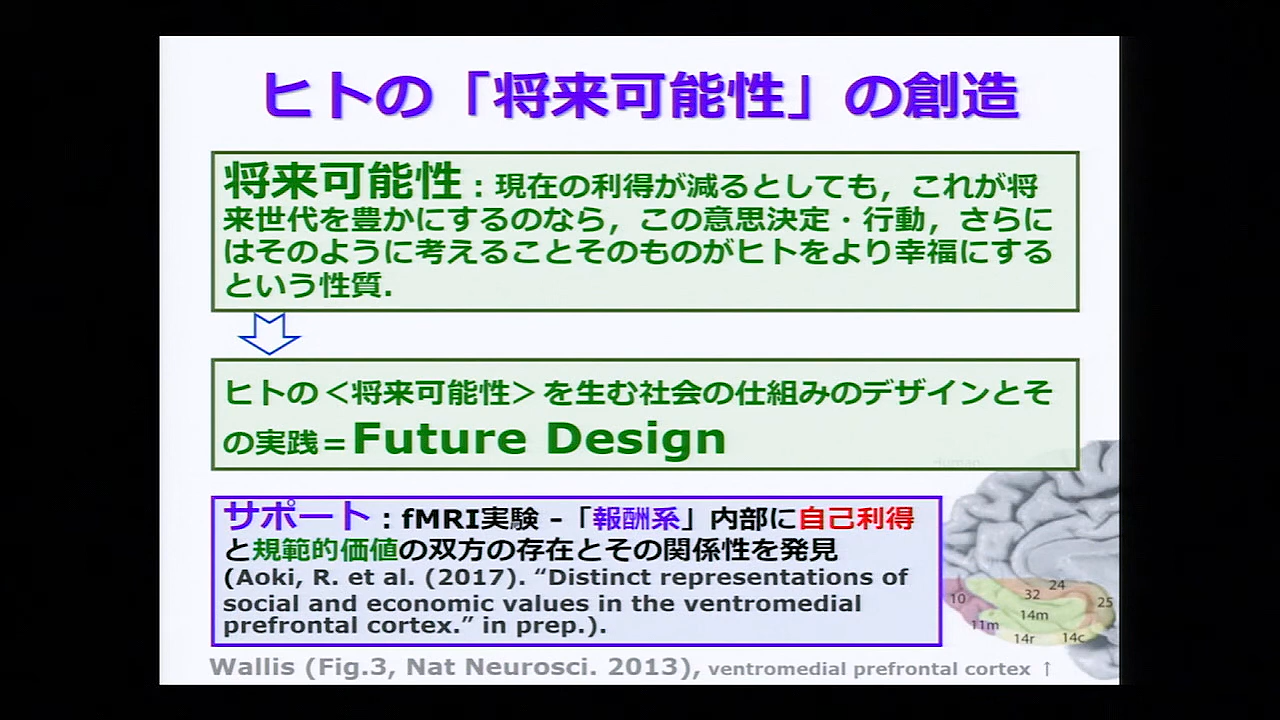 ヒトの「将来可能性」の創造
将来可能性：現在の利得が減るとしても，これが将
来世代を豊かにするのなら，この意思決定・行動，さらに
はそのように考えることそのものがヒトをより幸福にする
という性質.
ヒトの＜将来可能性＞を生む社会の仕組みのデザインとそ
の実践＝Future Design
Human
サポート：fMRI実験 –「報酬系」内部に自己利得
と規範的価値の双方の存在とその関係性を発見
(Aoki, R. et al. (2017). “Distinct representations of
social and economic values in the ventromedial
prefrontal cortex.” in prep.).
10
32
24
25
14m
11m
14r
14c
Wallis (Fig.3, Nat Neurosci. 2013), ventromedial prefrontal cortex ↑